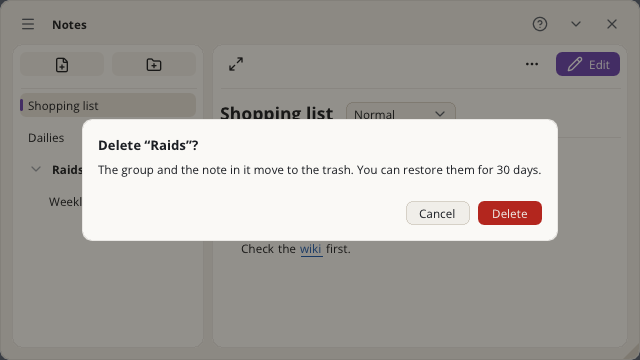 Notes
Edit
Shopping list
Shopping list
Normal
Dailies
Raids
Delete “Raids”?
The group and the note in it move to the trash. You can restore them for 30 days.
Cancel
Delete
Check the wiki first.